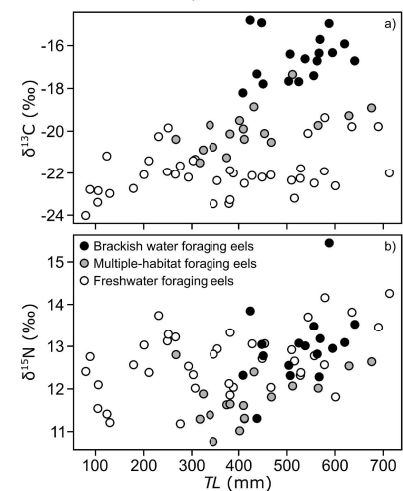 a)
-16
-18
-20
-22
-24
δ¹³C (‰)
b)
Brackish water foraging eels
Multiple-habitat foraging eels
Freshwater foraging eels
15
14
13
12
11
δ¹⁵N (‰)
100 200 300 400 500 600 700
TL (mm)